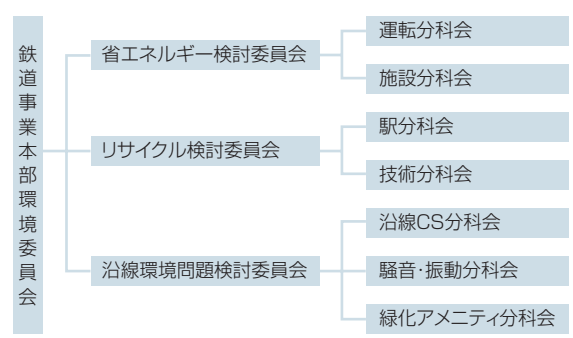 鉄道事業本部環境委員会
省エネルギー検討委員会
運転分科会
施設分科会
リサイクル検討委員会
駅分科会
技術分科会
沿線環境問題検討委員会
沿線CS分科会
騒音・振動分科会
緑化アメニティ分科会